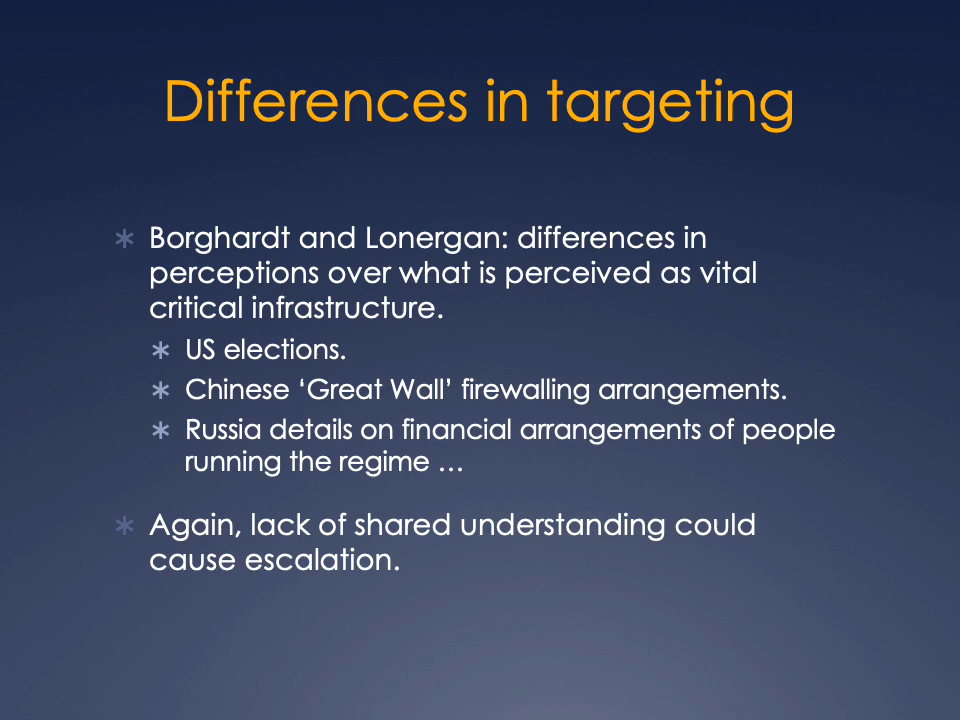 Differences in targeting
Borghardt and Lonergan: differences in
perceptions over what is perceived as vital
critical infrastructure.
US elections.
Chinese ‘Great Wall’ firewalling arrangements.
Russia details on financial arrangements of people
running the regime …
Again, lack of shared understanding could
cause escalation.